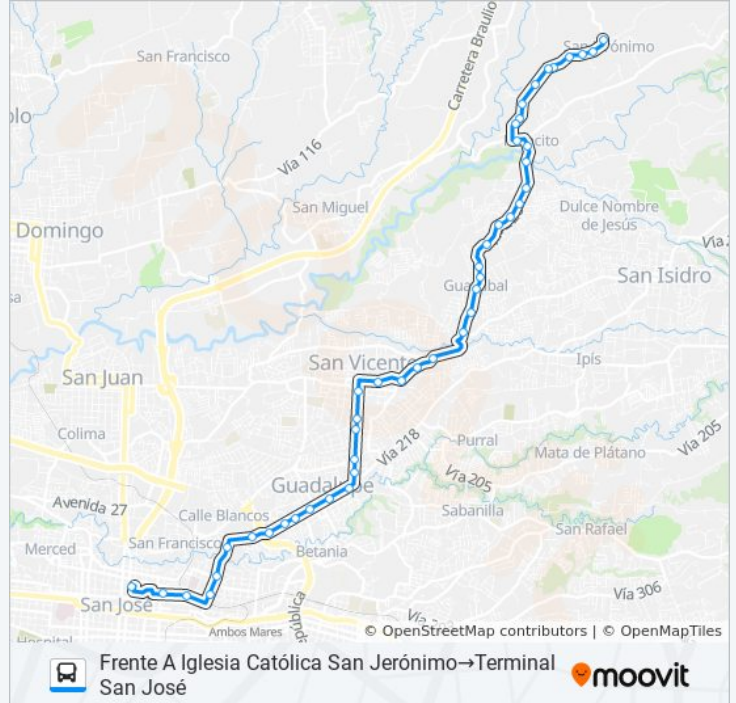 San Francisco
Carretera Braulio
San Jerónimo
Vía 116
San Miguel
Dulce Nombre
de Jesús
Domingo
San Isidro
San Vicente
Ipís
San Juan
Colima
Vía 218
Purral
Mata de Plátano
Vía 205
Guadalupe
Vía 205
Avenida 27
Calle Blancos
Sabanilla
San Rafael
Merced
San Francisco
Betania
San José
Vía 306
Ambos Mares
© OpenStreetMap contributors | © OpenMapTiles
Frente A Iglesia Católica San Jerónimo→Terminal
San José
moovit